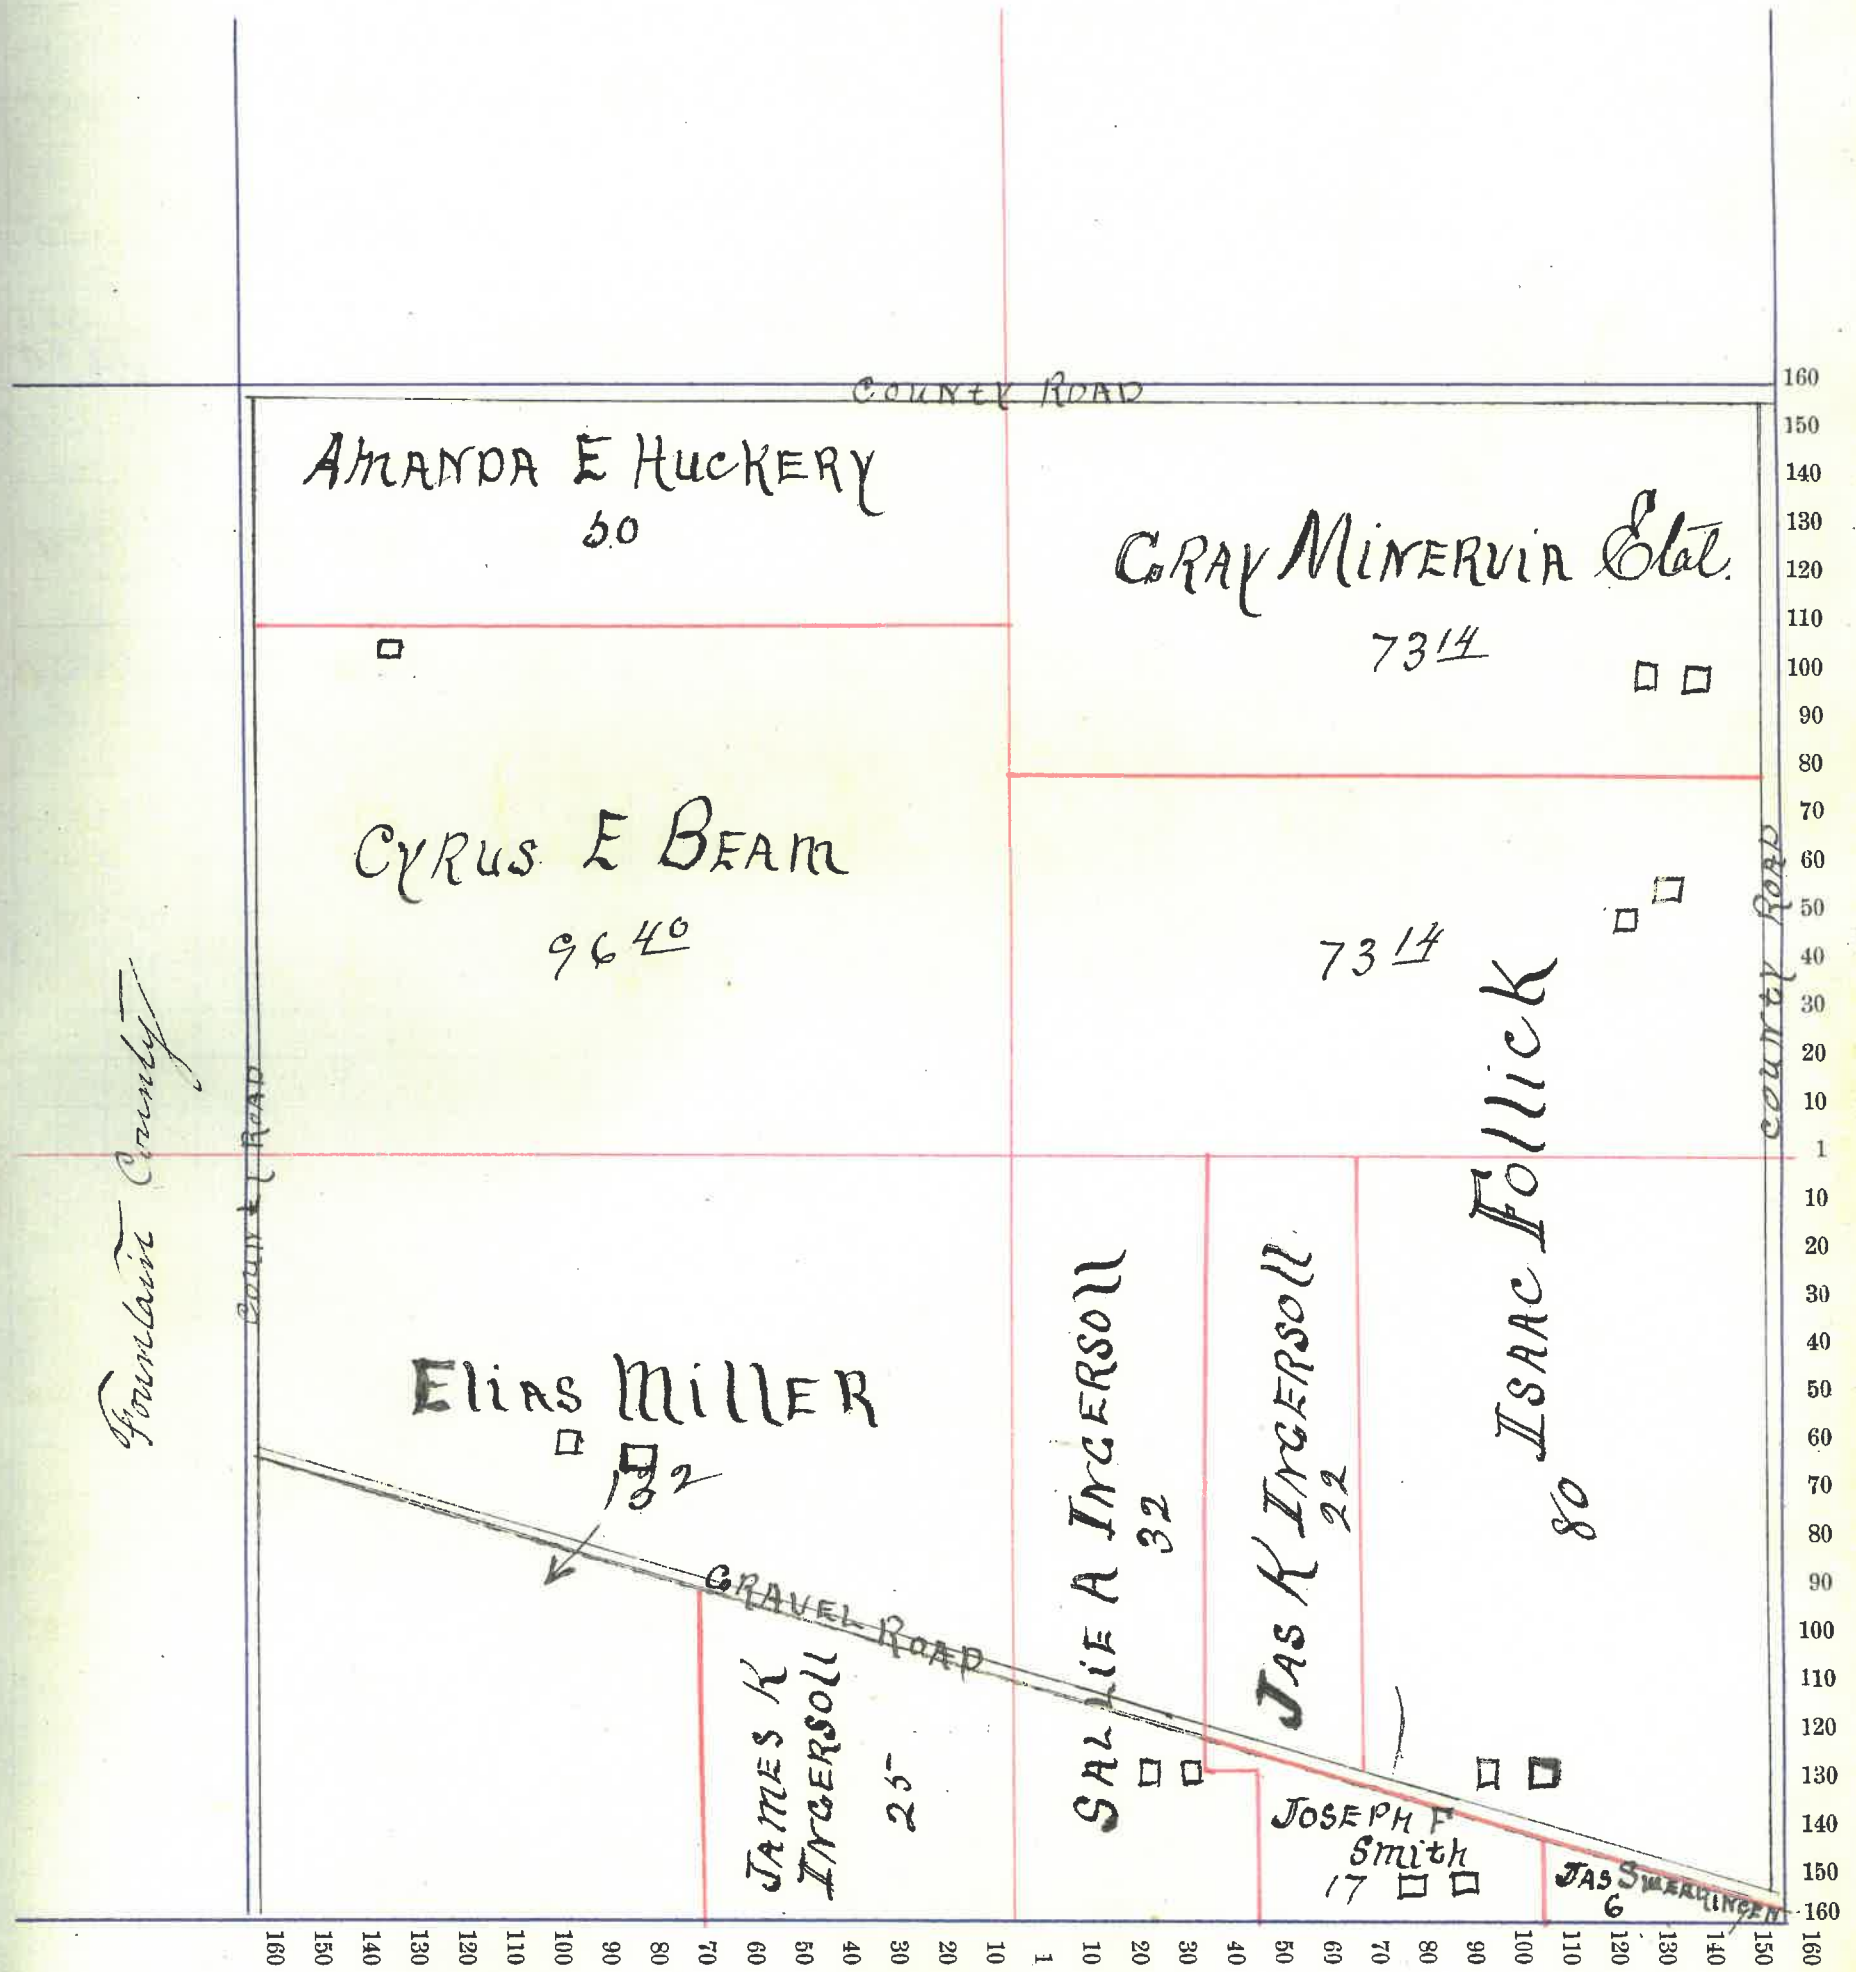 COUNtY ROAD
AMANDA E HUCKERY
50
GRAY MINERVIA Estat.
73 14
CYRUS E BEAM
96 40
73 14
ISAAC FOllicK
80
COUNtY ROAD
Fountain County
COUNtY ROAD
Elias MillER
132
GRAVEL ROAD
JAMES K
INGERSOll
25
SALLiE A INGERSOll
32
JAS K INGERSOll
22
JOSEPH F
Smith
17
JAS SWEARINGEN
6
160
150
140
130
120
110
100
90
80
70
60
50
40
30
20
10
1
10
20
30
40
50
60
70
80
90
100
110
120
130
140
150
160
160 150 140 130 120 110 100 90 80 70 60 50 40 30 20 10 1 10 20 30 40 50 60 70 80 90 100 110 120 130 140 150 160